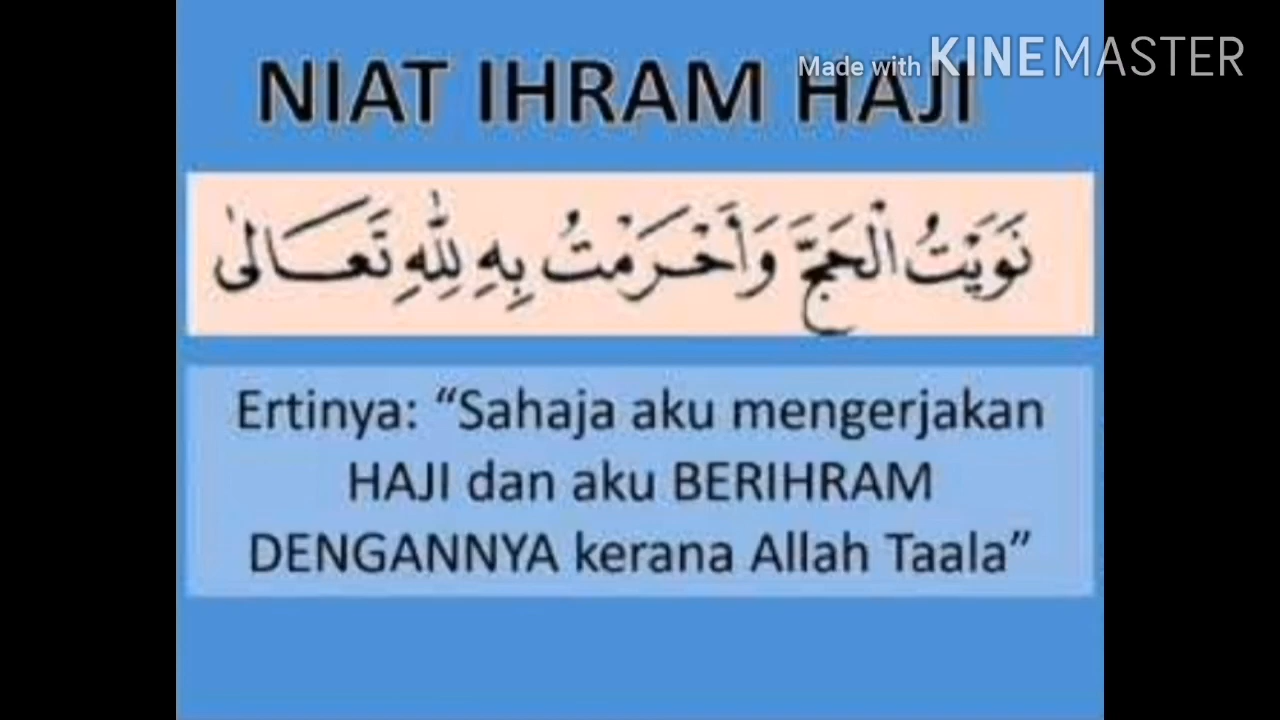 Made with KINEMASTER
NIAT IHRAM HAJI
نَوَيْتُ الْحَجَّ وَأَحْرَمْتُ بِهِ لِلّٰهِ تَعَالىٰ
Ertinya: “Sahaja aku mengerjakan
HAJI dan aku BERIHRAM
DENGANNYA kerana Allah Taala”